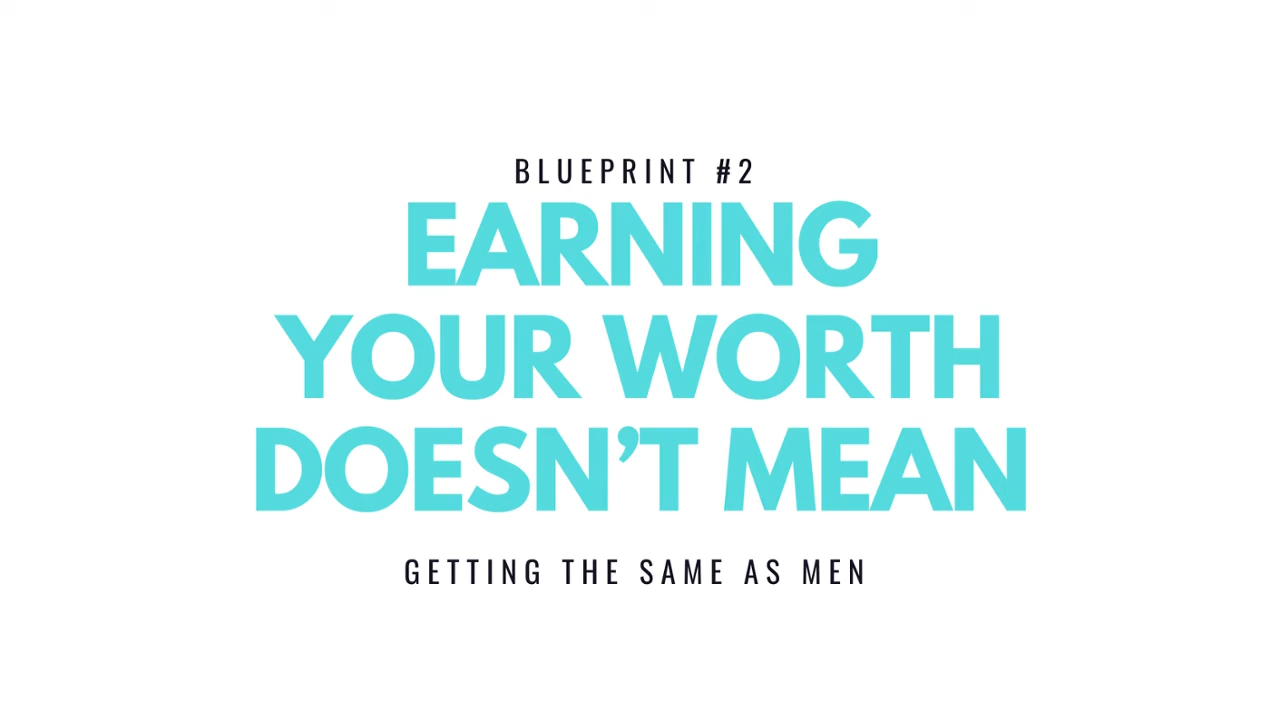 BLUEPRINT #2
EARNING
YOUR WORTH
DOESN’T MEAN
GETTING THE SAME AS MEN